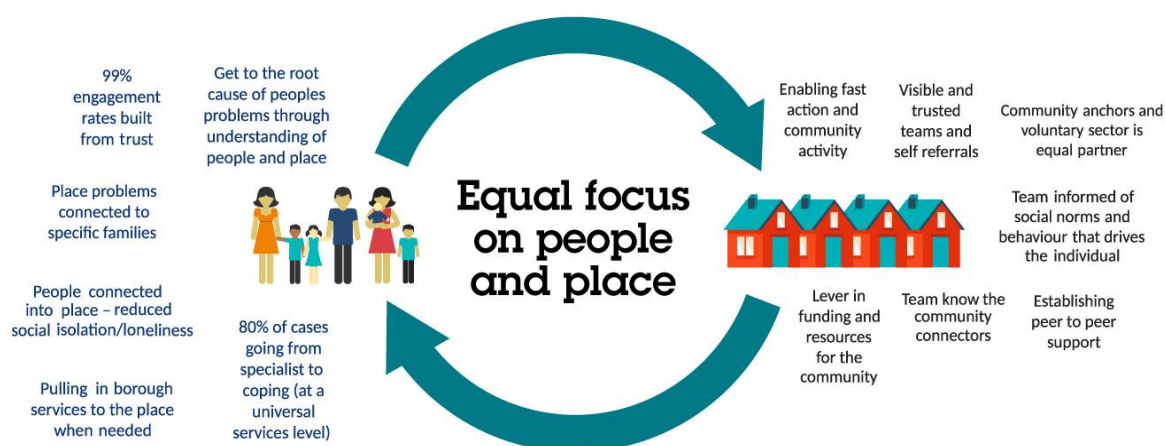 99%
engagement
rates built
from trust
Get to the root
cause of peoples
problems through
understanding of
people and place
Place problems
connected to
specific families
People connected
into place – reduced
social isolation/loneliness
80% of cases
going from
specialist to
coping (at a
universal
services level)
Pulling in borough
services to the place
when needed
Equal focus
on people
and place
Enabling fast
action and
community
activity
Visible and
trusted
teams and
self referrals
Community anchors and
voluntary sector is
equal partner
Team informed of
social norms and
behaviour that drives
the individual
Lever in
funding and
resources
for the
community
Team know the
community
connectors
Establishing
peer to peer
support